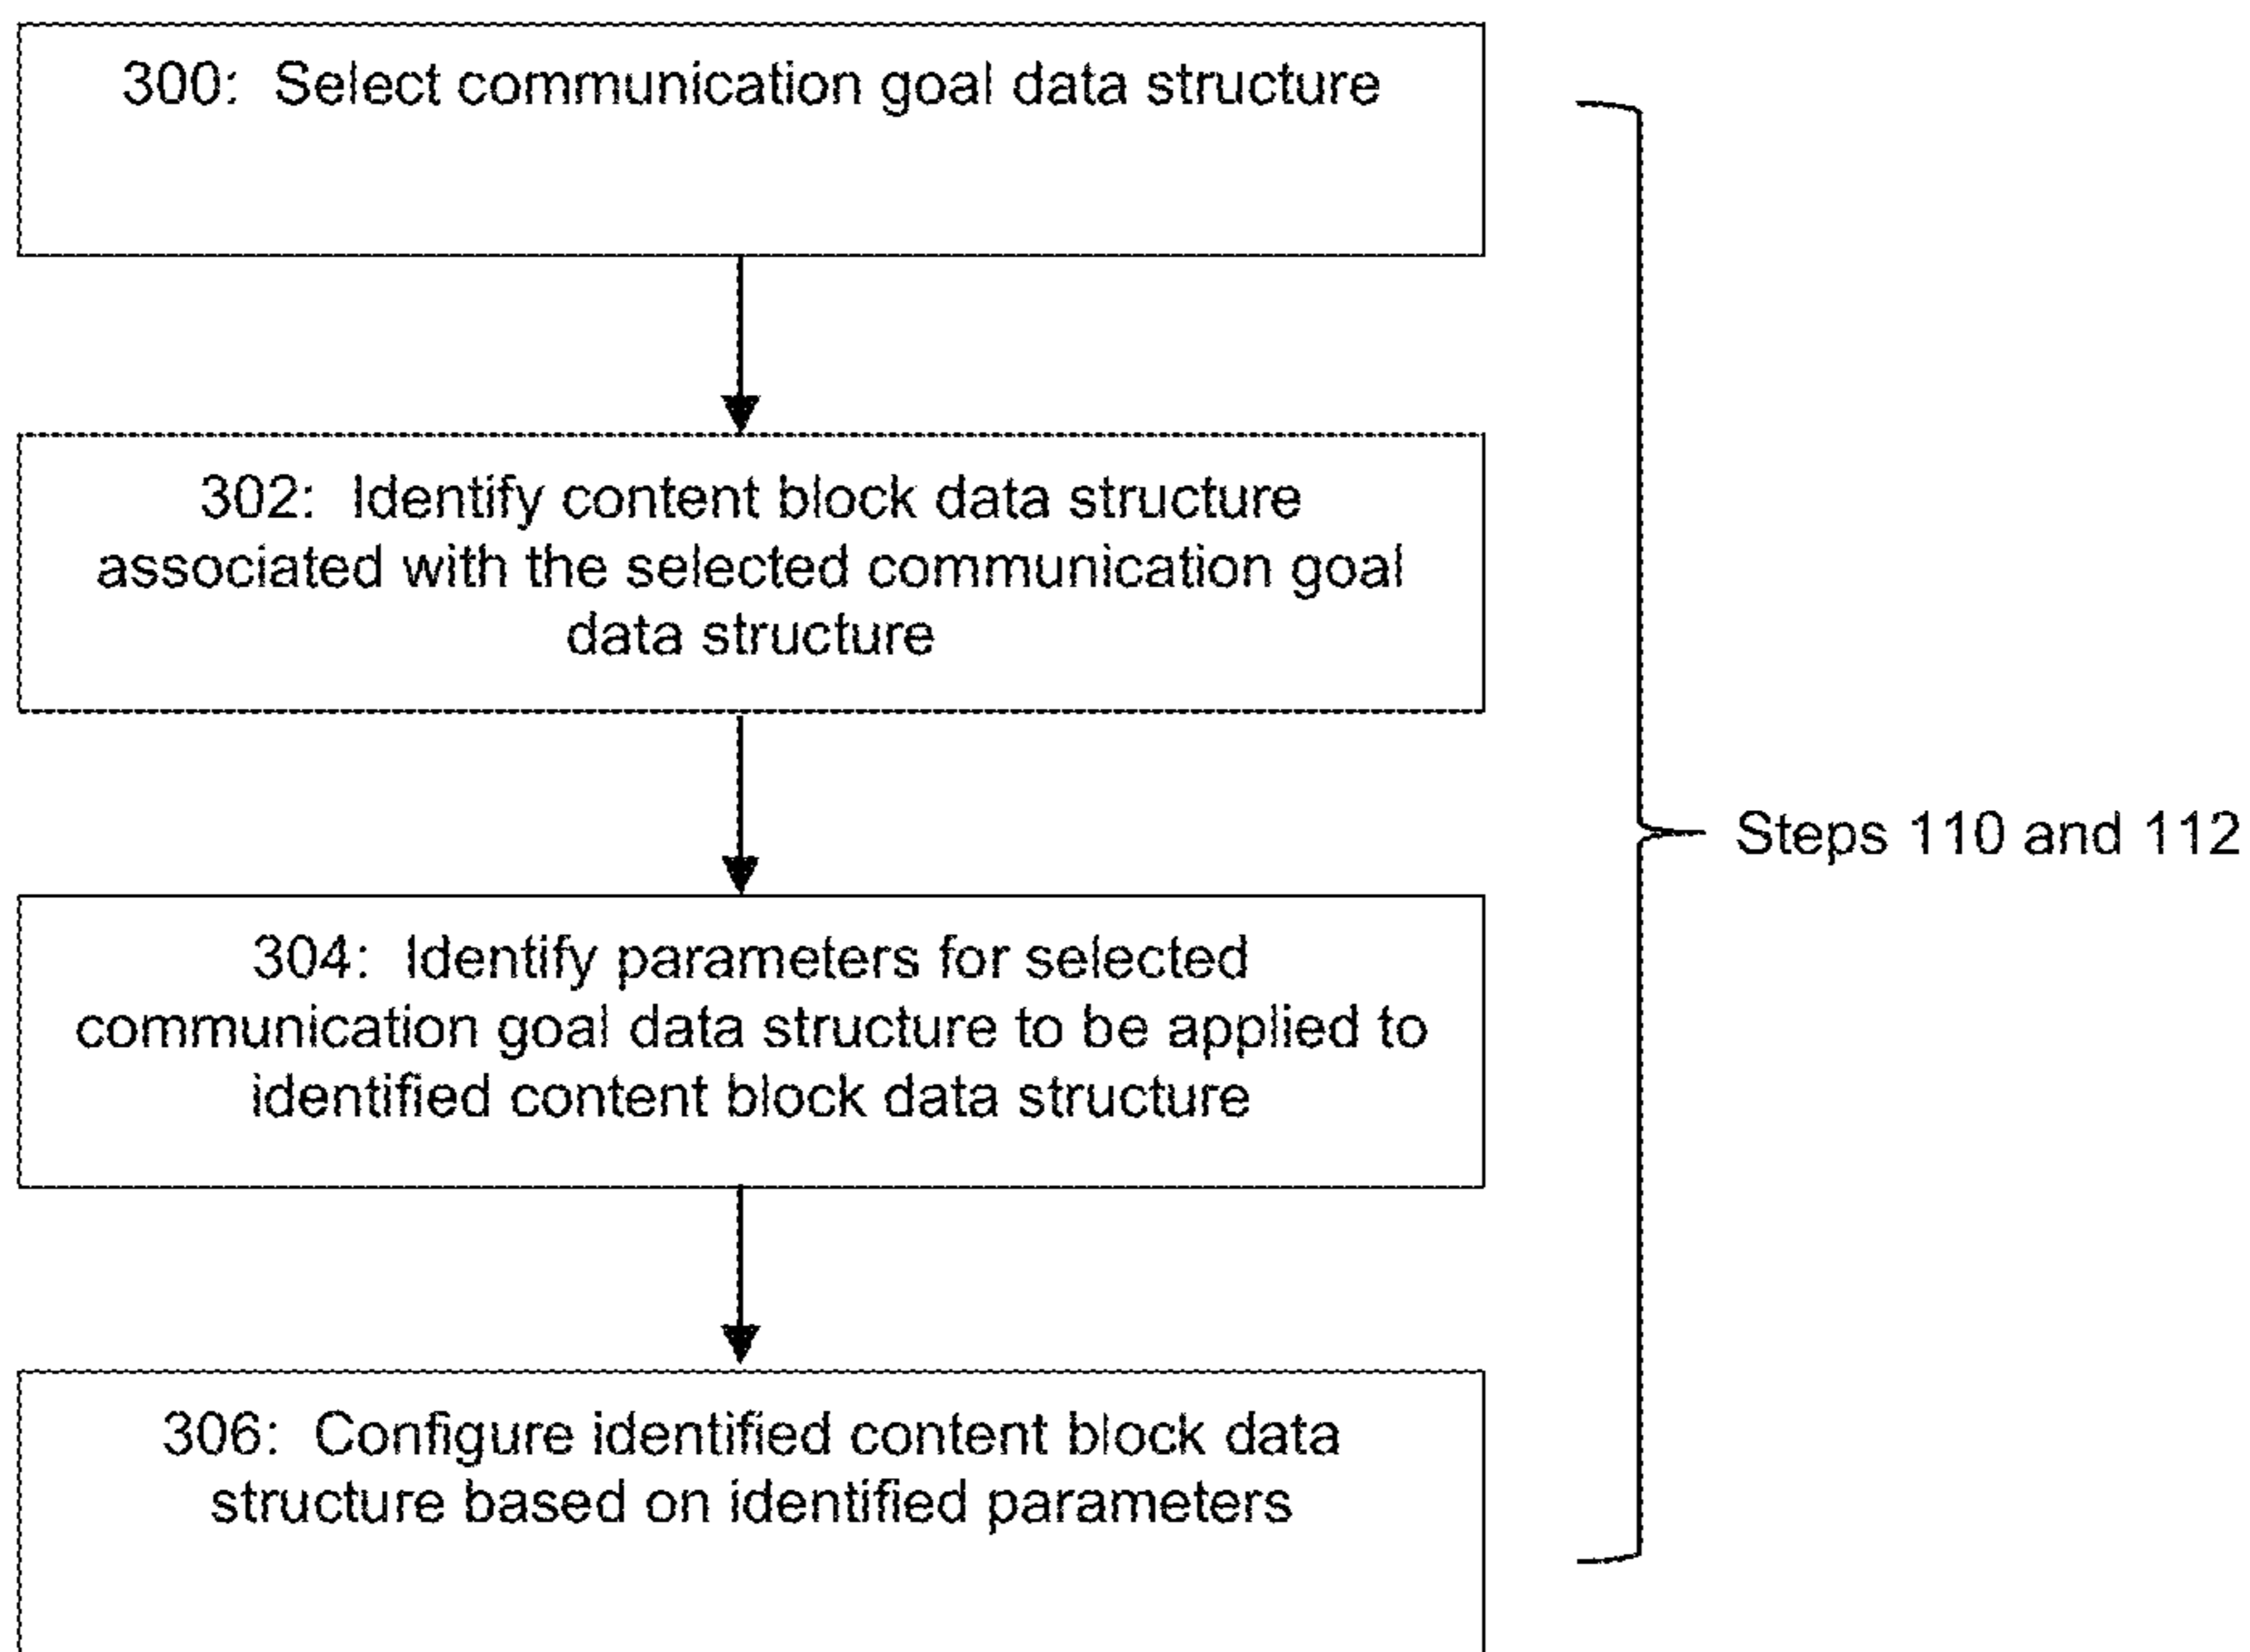 300: Select communication goal data structure
302: Identify content block data structure
associated with the selected communication goal
data structure
304: Identify parameters for selected
communication goal data structure to be applied to
identified content block data structure
306: Configure identified content block data
structure based on identified parameters
Steps 110 and 112